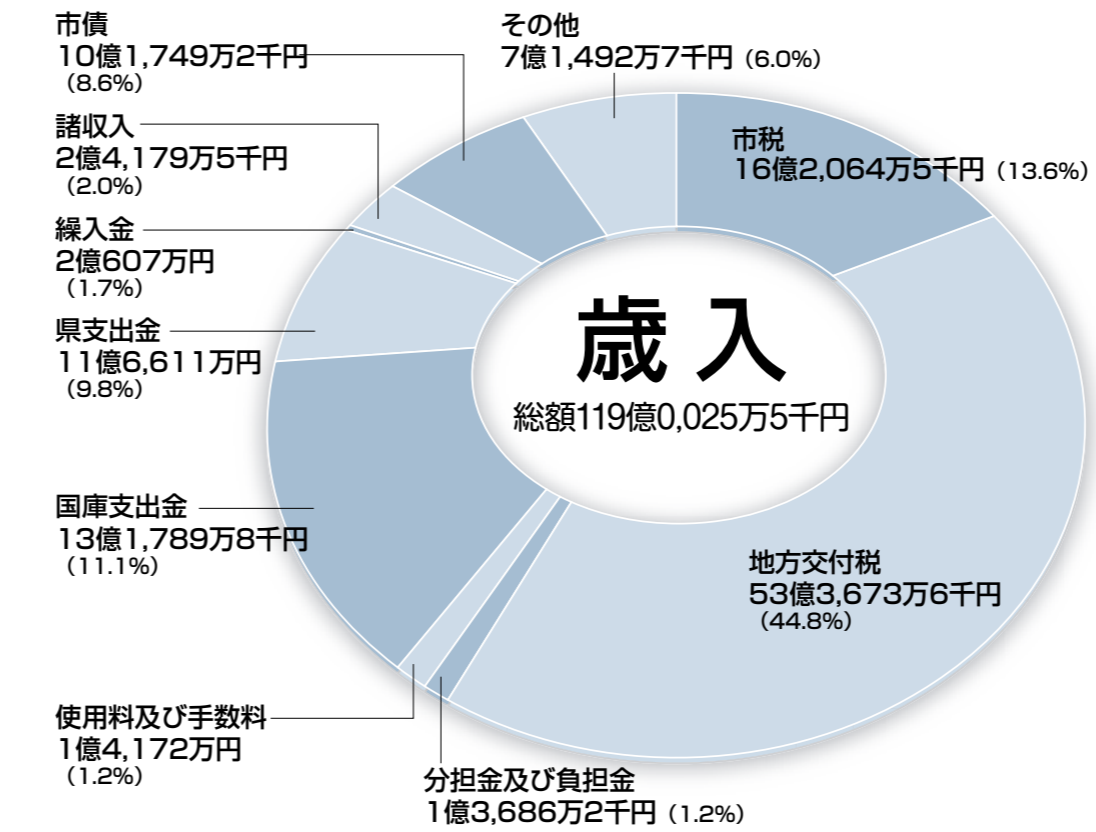 市債
10億1,749万2千円
（8.6%）
その他
7億1,492万7千円（6.0%）
諸収入
2億4,179万5千円
（2.0%）
市税
16億2,064万5千円（13.6%）
繰入金
2億607万円
（1.7%）
県支出金
11億6,611万円
（9.8%）
歳入
総額119億0,025万5千円
国庫支出金
13億1,789万8千円
（11.1%）
地方交付税
53億3,673万6千円
（44.8%）
使用料及び手数料
1億4,172万円
（1.2%）
分担金及び負担金
1億3,686万2千円（1.2%）